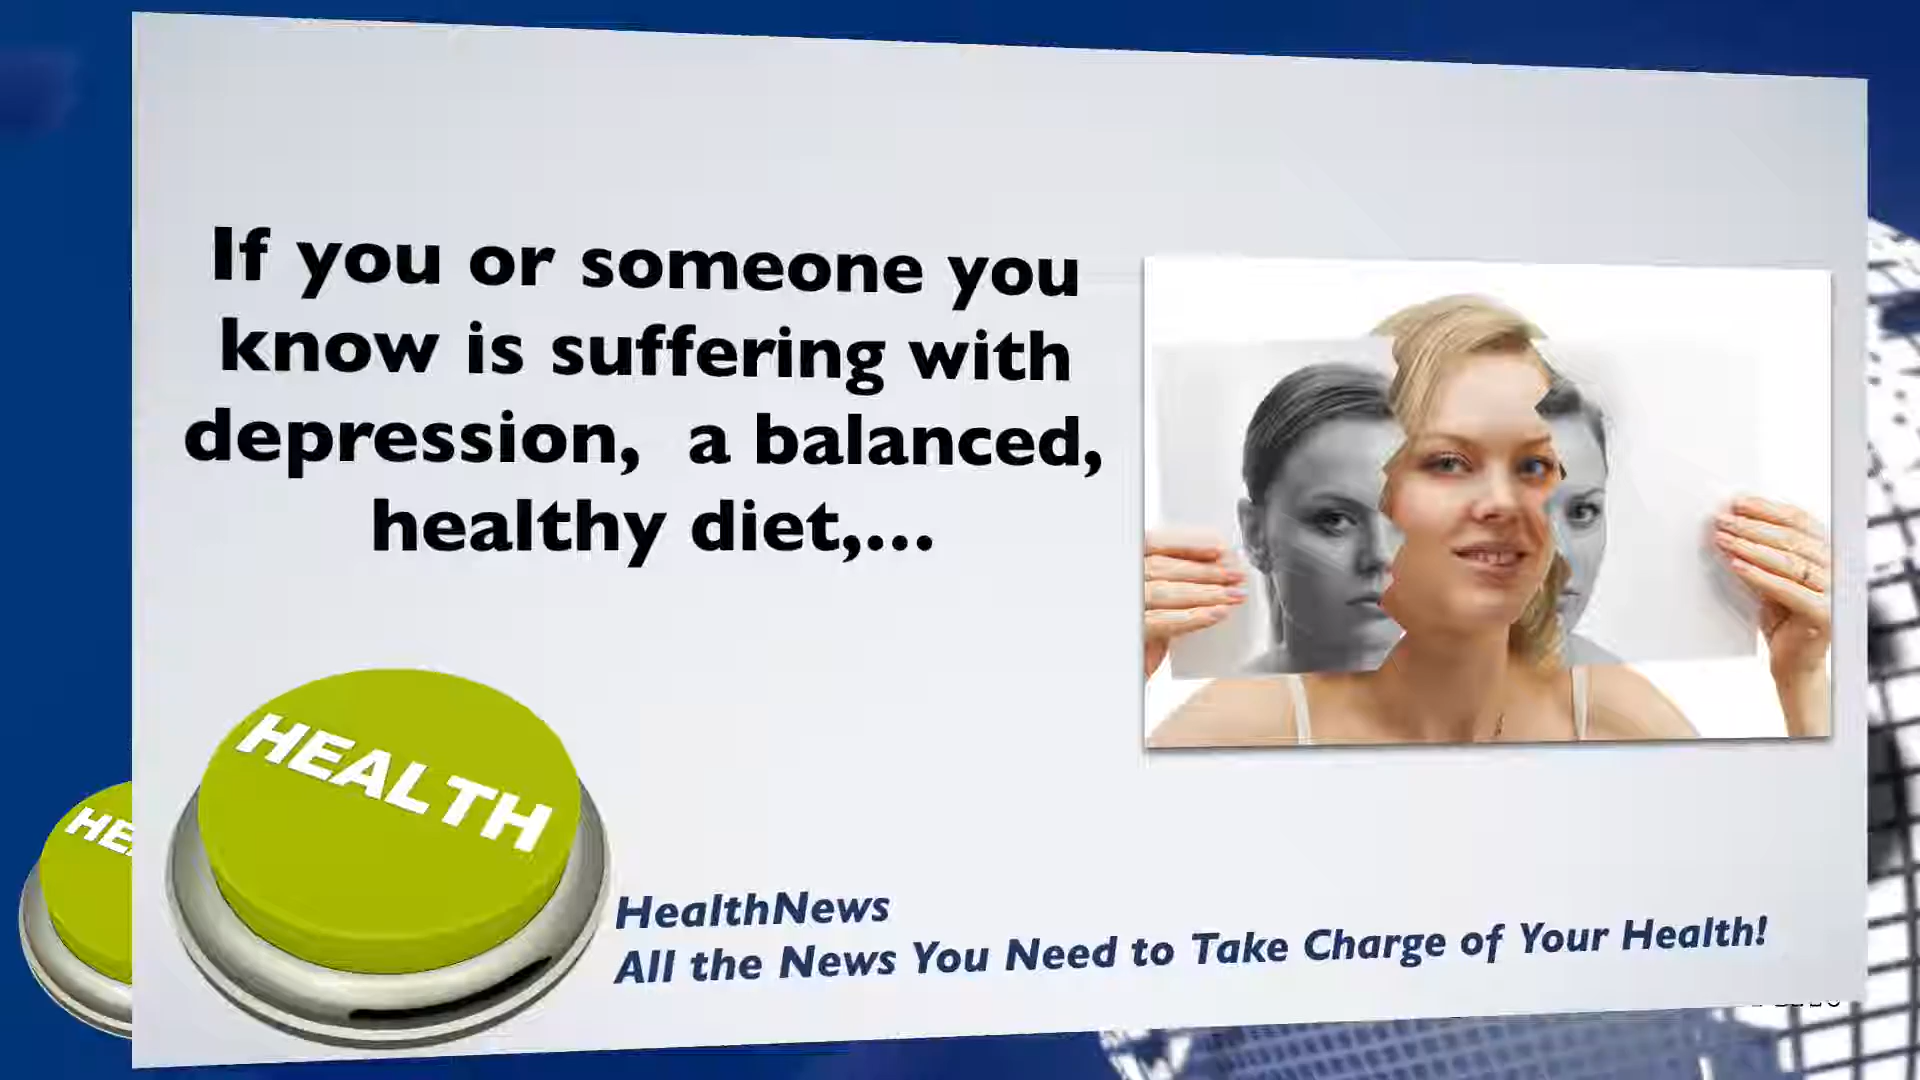 If you or someone you
know is suffering with
depression,  a balanced,
healthy diet,...
HEALTH
HE
HealthNews
All the News You Need to Take Charge of Your Health!